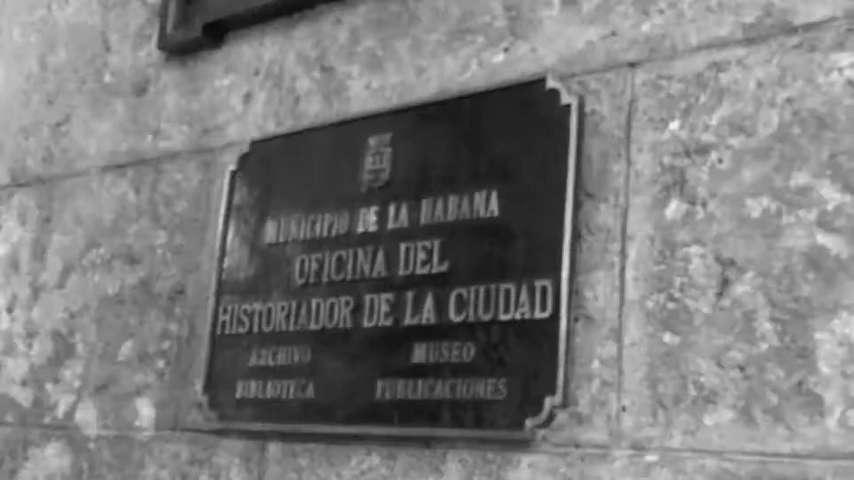 MUNICIPIO DE LA HABANA
OFICINA DEL
HISTORIADOR DE LA CIUDAD
ARCHIVO MUSEO
BIBLIOTECA PUBLICACIONES